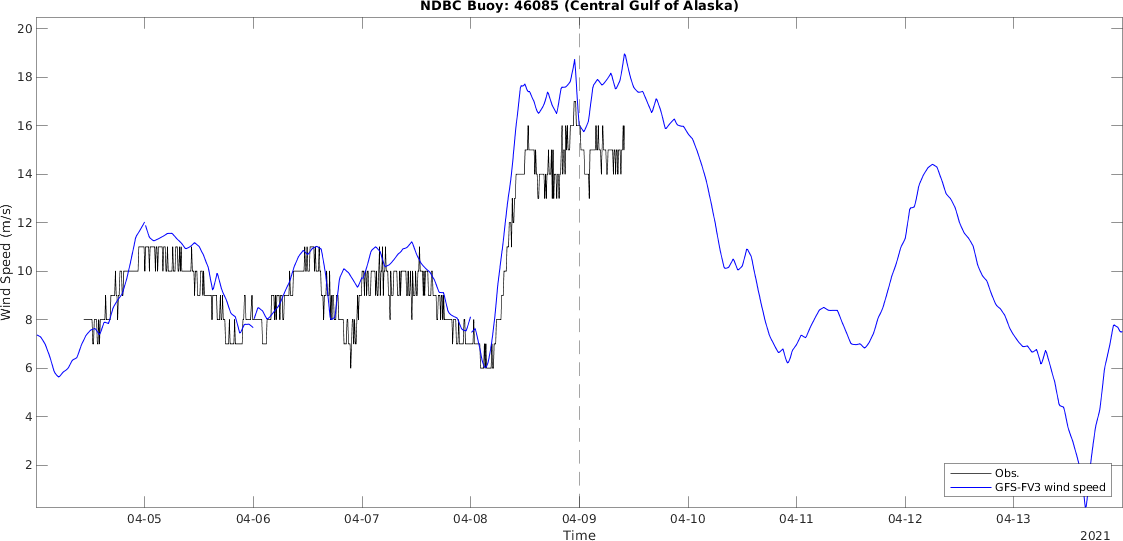 NDBC Buoy: 46085 (Central Gulf of Alaska)
20
18
16
14
12
10
8
6
4
2
Wind Speed (m/s)
Obs.
GFS-FV3 wind speed
04-05 04-06 04-07 04-08 04-09 04-10 04-11 04-12 04-13
Time
2021